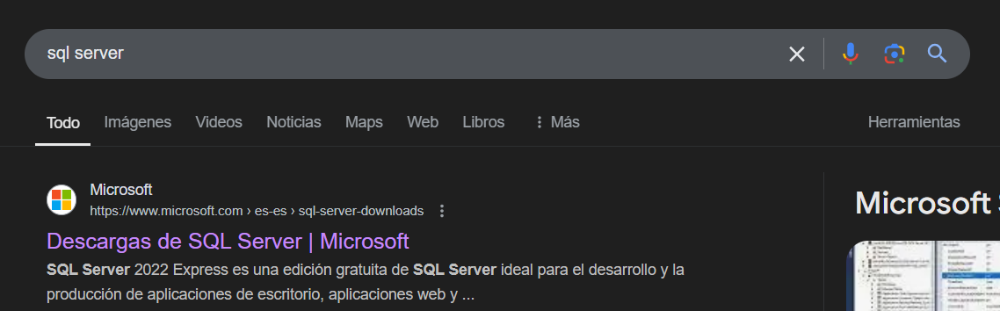 sql server
Todo Imágenes Videos Noticias Maps Web Libros Más Herramientas
Microsoft
https://www.microsoft.com › es-es › sql-server-downloads
Descargas de SQL Server | Microsoft
SQL Server 2022 Express es una edición gratuita de SQL Server ideal para el desarrollo y la
producción de aplicaciones de escritorio, aplicaciones web y ...
Microsoft